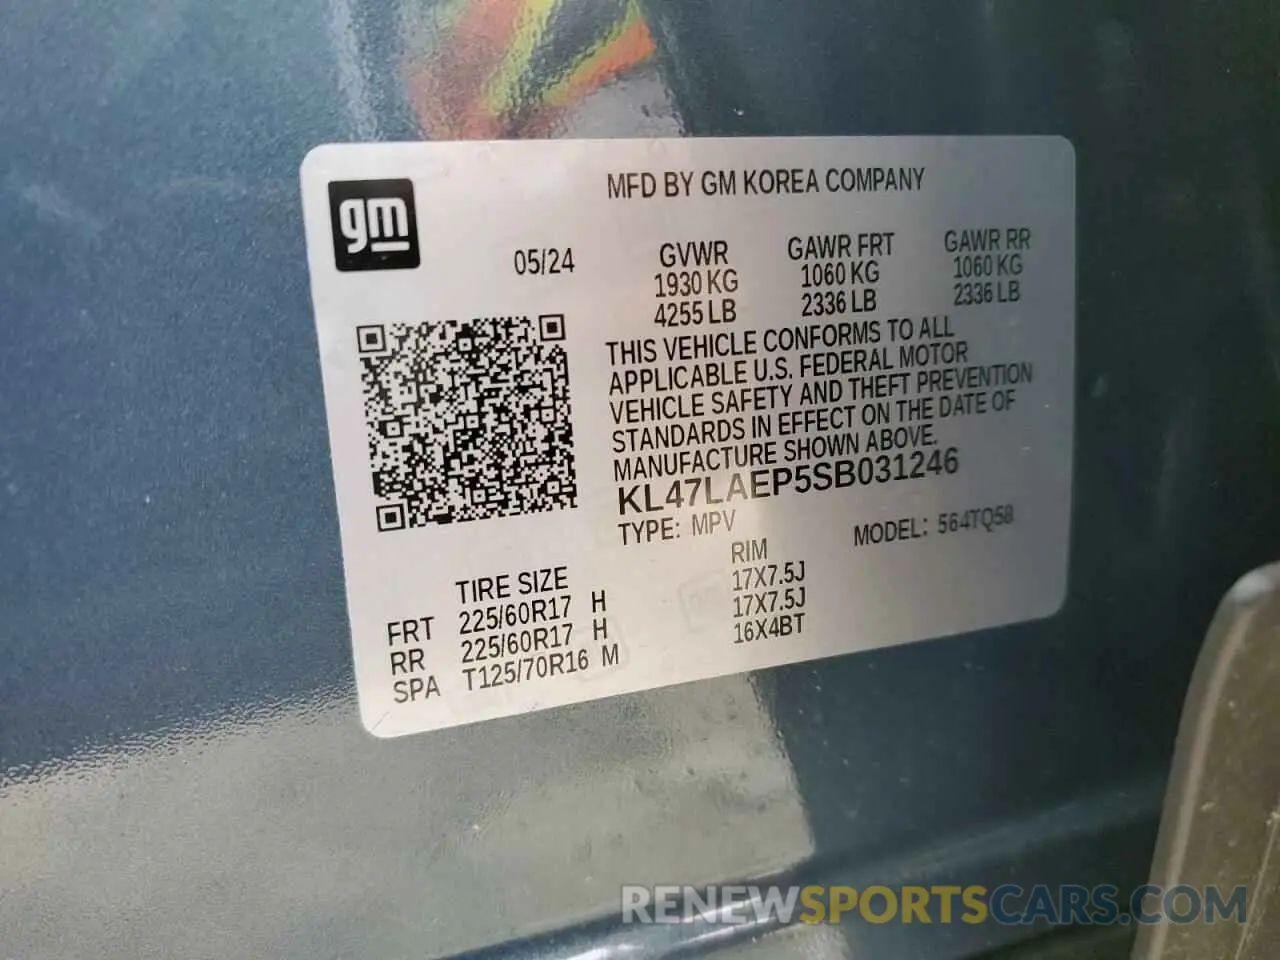 gm
MFD BY GM KOREA COMPANY
05/24
GVWR GAWR FRT GAWR RR
1930 KG 1060 KG 1060 KG
4255 LB 2336 LB 2336 LB
THIS VEHICLE CONFORMS TO ALL
APPLICABLE U.S. FEDERAL MOTOR
VEHICLE SAFETY AND THEFT PREVENTION
STANDARDS IN EFFECT ON THE DATE OF
MANUFACTURE SHOWN ABOVE.
KL47LAEP5SB031246
TYPE: MPV MODEL: 564TQ58
TIRE SIZE RIM
FRT 225/60R17 H 17X7.5J
RR 225/60R17 H 17X7.5J
SPA T125/70R16 M 16X4BT
RENEWSPORTSCARS.COM